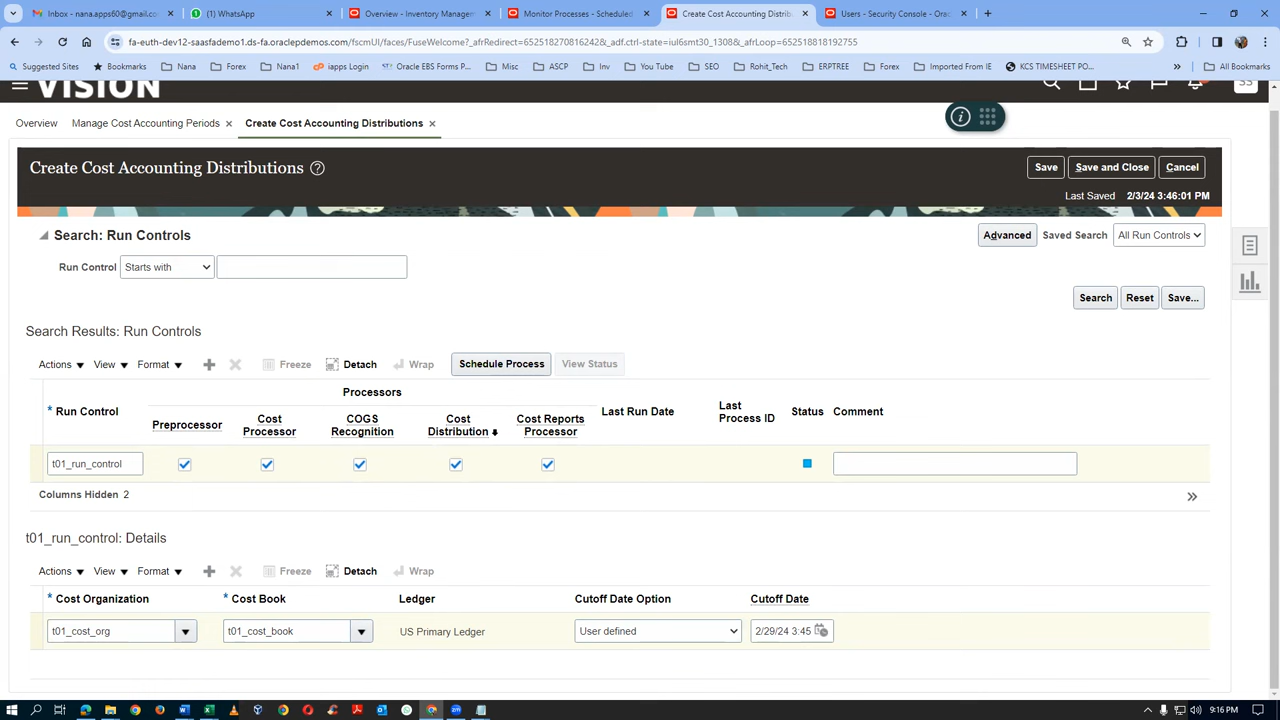 Inbox - nana.apps60@gmail.co
(1) WhatsApp
Overview - Inventory Managem
Monitor Processes - Scheduled
Create Cost Accounting Distribu
Users - Security Console - Orac
fa-euth-dev12-saasfademo1.ds-fa.oraclepdemos.com/fscmUI/faces/FuseWelcome?_afrRedirect=652518270816242&_adf.ctrl-state=iul6smt30_1308&_afrLoop=652518818192755
Suggested Sites Bookmarks Nana Forex Nana1 iapps Login Oracle EBS Forms P... Misc ASCP Inv You Tube SEO Rohit_Tech ERPTREE Forex Imported From IE KCS TIMESHEET PO... » All Bookmarks
VISION
SS
Overview Manage Cost Accounting Periods Create Cost Accounting Distributions
Create Cost Accounting Distributions
Save Save and Close Cancel
Last Saved 2/3/24 3:46:01 PM
Search: Run Controls
Advanced Saved Search All Run Controls
Run Control Starts with
Search Reset Save...
Search Results: Run Controls
Actions View Format Freeze Detach Wrap Schedule Process View Status
Processors
* Run Control Preprocessor Cost Processor COGS Recognition Cost Distribution Cost Reports Processor Last Run Date Last Process ID Status Comment
t01_run_control
Columns Hidden 2
t01_run_control: Details
Actions View Format Freeze Detach Wrap
* Cost Organization * Cost Book Ledger Cutoff Date Option Cutoff Date
t01_cost_org t01_cost_book US Primary Ledger User defined 2/29/24 3:45
9:16 PM